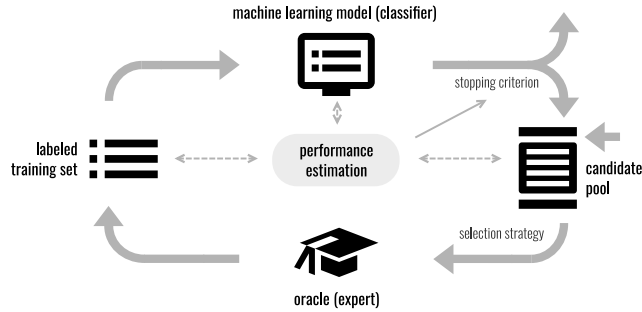 machine learning model (classifier)
stopping criterion
labeled
training set
performance
estimation
candidate
pool
selection strategy
oracle (expert)